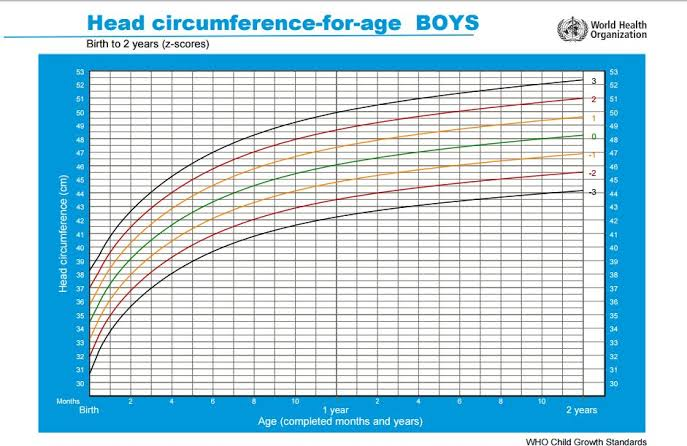 Head circumference-for-age BOYS
Birth to 2 years (z-scores)
World Health
Organization
Head circumference (cm)
53 53
52 3 52
51 2 51
50 50
49 1 49
48 0 48
47 47
46 -1 46
45 -2 45
44 -3 44
43 43
42 42
41 41
40 40
39 39
38 38
37 37
36 36
35 35
34 34
33 33
32 32
31 31
30 30
Months 2 4 6 8 10 2 4 6 8 10
Birth 1 year 2 years
Age (completed months and years)
WHO Child Growth Standards